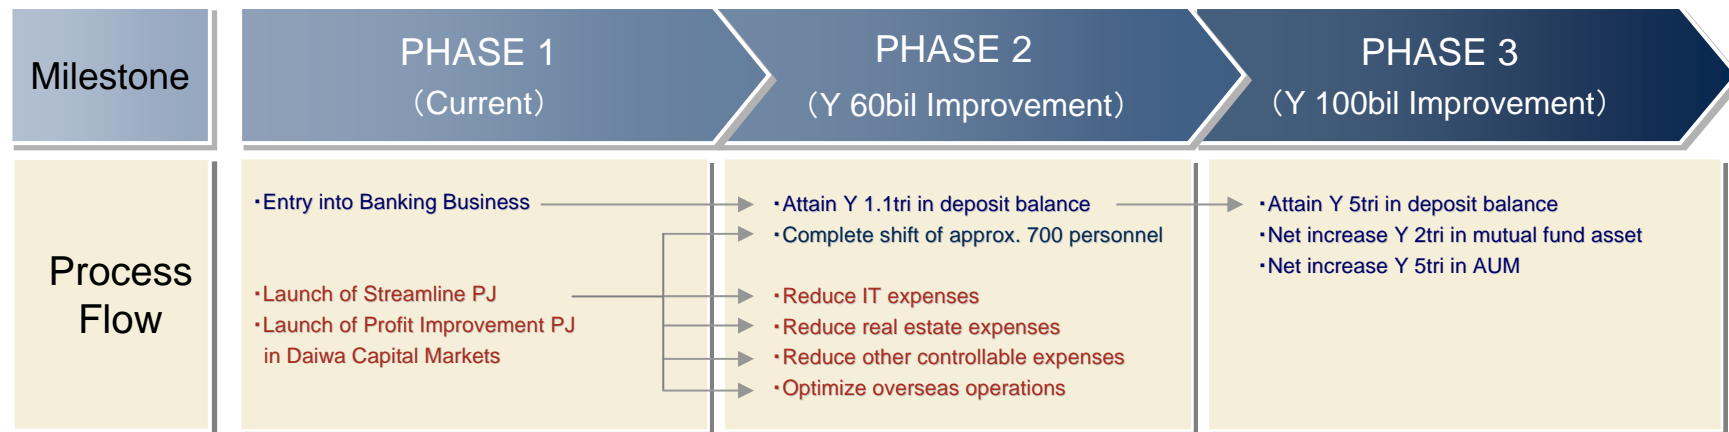 Milestone
PHASE 1
（Current）
PHASE 2
（Y 60bil Improvement）
PHASE 3
（Y 100bil Improvement）
Process
Flow
・Entry into Banking Business
・Launch of Streamline PJ
・Launch of Profit Improvement PJ
in Daiwa Capital Markets
・Attain Y 1.1tri in deposit balance
・Complete shift of approx. 700 personnel
・Reduce IT expenses
・Reduce real estate expenses
・Reduce other controllable expenses
・Optimize overseas operations
・Attain Y 5tri in deposit balance
・Net increase Y 2tri in mutual fund asset
・Net increase Y 5tri in AUM